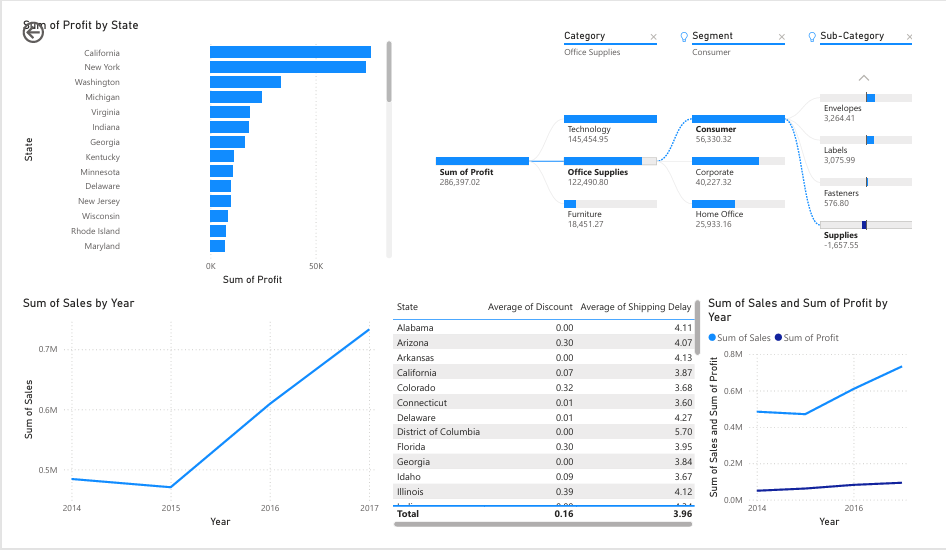 Sum of Profit by State
State
California
New York
Washington
Michigan
Virginia
Indiana
Georgia
Kentucky
Minnesota
Delaware
New Jersey
Wisconsin
Rhode Island
Maryland
0K 50K
Sum of Profit
Category
Office Supplies
Segment
Consumer
Sub-Category
Sum of Profit
286,397.02
Technology
145,454.95
Office Supplies
122,490.80
Furniture
18,451.27
Consumer
56,330.32
Corporate
40,227.32
Home Office
25,933.16
Envelopes
3,264.41
Labels
3,075.99
Fasteners
576.80
Supplies
-1,657.55
Sum of Sales by Year
Sum of Sales
0.7M
0.6M
0.5M
2014 2015 2016 2017
Year
State Average of Discount Average of Shipping Delay
Alabama 0.00 4.11
Arizona 0.30 4.07
Arkansas 0.00 4.13
California 0.07 3.87
Colorado 0.32 3.68
Connecticut 0.01 3.60
Delaware 0.01 4.27
District of Columbia 0.00 5.70
Florida 0.30 3.95
Georgia 0.00 3.84
Idaho 0.09 3.67
Illinois 0.39 4.12
Total 0.16 3.96
Sum of Sales and Sum of Profit by
Year
Sum of Sales Sum of Profit
Sum of Sales and Sum of Profit
0.8M
0.6M
0.4M
0.2M
0.0M
2014 2016
Year